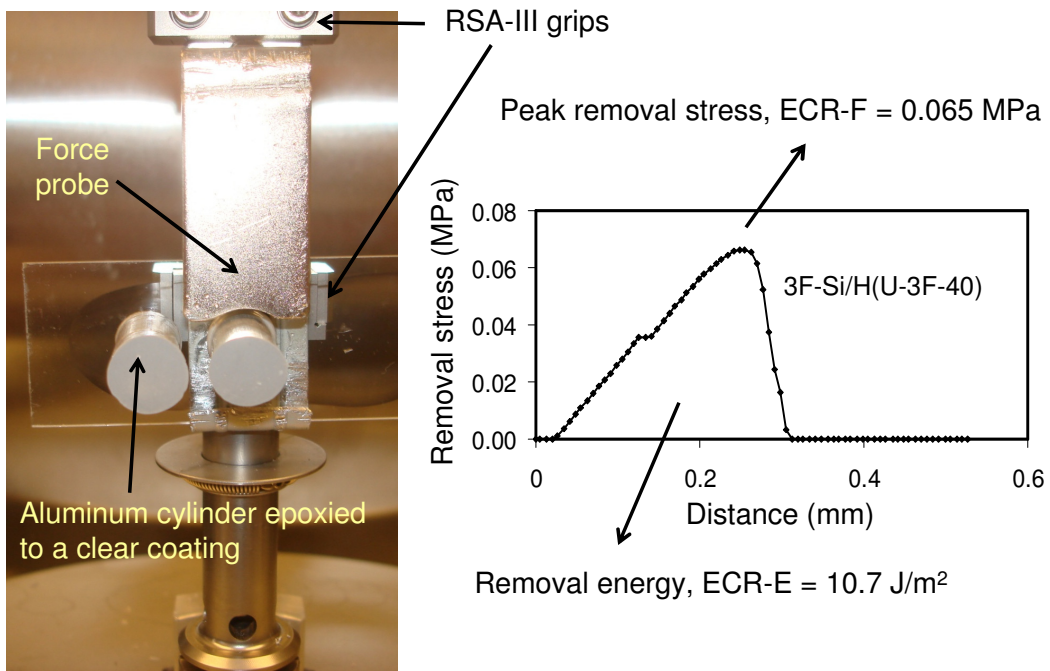 RSA-III grips
Force
probe
Aluminum cylinder epoxied
to a clear coating
Peak removal stress, ECR-F = 0.065 MPa
Removal stress (MPa)
0.08
0.06
0.04
0.02
0.00
3F-Si/H(U-3F-40)
0
0.2
0.4
0.6
Distance (mm)
Removal energy, ECR-E = 10.7 J/m²